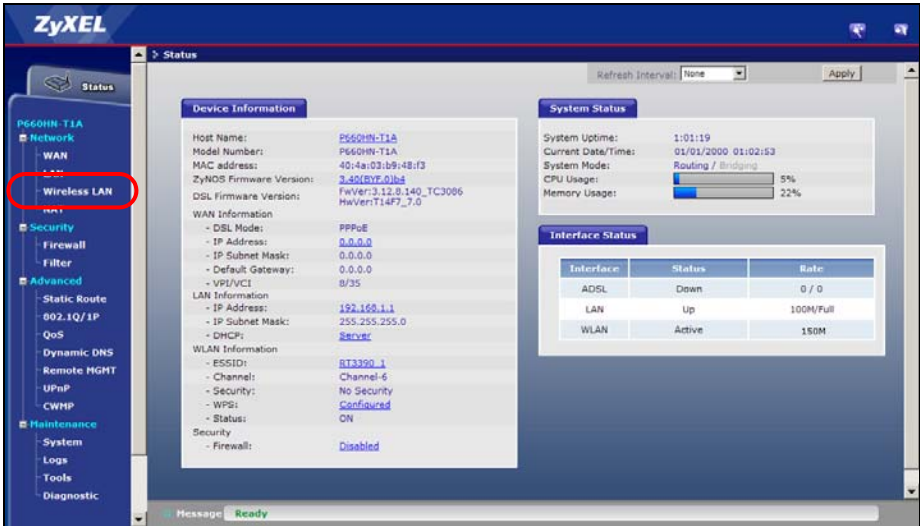 ZyXEL
Status
Status
Refresh Interval: None Apply
P660HN-T1A
Network
WAN
LAN
Wireless LAN
NAT
Security
Firewall
Filter
Advanced
Static Route
802.1Q/1P
QoS
Dynamic DNS
Remote MGMT
UPnP
CWMP
Maintenance
System
Logs
Tools
Diagnostic
Device Information
Host Name: P660HN-T1A
Model Number: P660HN-T1A
MAC address: 40:4a:03:b9:48:f3
ZyNOS Firmware Version: 3.40(BYF.0)b4
DSL Firmware Version: FwVer:3.12.8.140_TC3086
HwVer:T14F7_7.0
WAN Information
- DSL Mode: PPPoE
- IP Address: 0.0.0.0
- IP Subnet Mask: 0.0.0.0
- Default Gateway: 0.0.0.0
- VPI/VCI 8/35
LAN Information
- IP Address: 192.168.1.1
- IP Subnet Mask: 255.255.255.0
- DHCP: Server
WLAN Information
- ESSID: RT3390_1
- Channel: Channel-6
- Security: No Security
- WPS: Configured
- Status: ON
Security
- Firewall: Disabled
System Status
System Uptime: 1:01:19
Current Date/Time: 01/01/2000 01:02:53
System Mode: Routing / Bridging
CPU Usage: 5%
Memory Usage: 22%
Interface Status
Interface Status Rate
ADSL Down 0 / 0
LAN Up 100M/Full
WLAN Active 150M
Message Ready